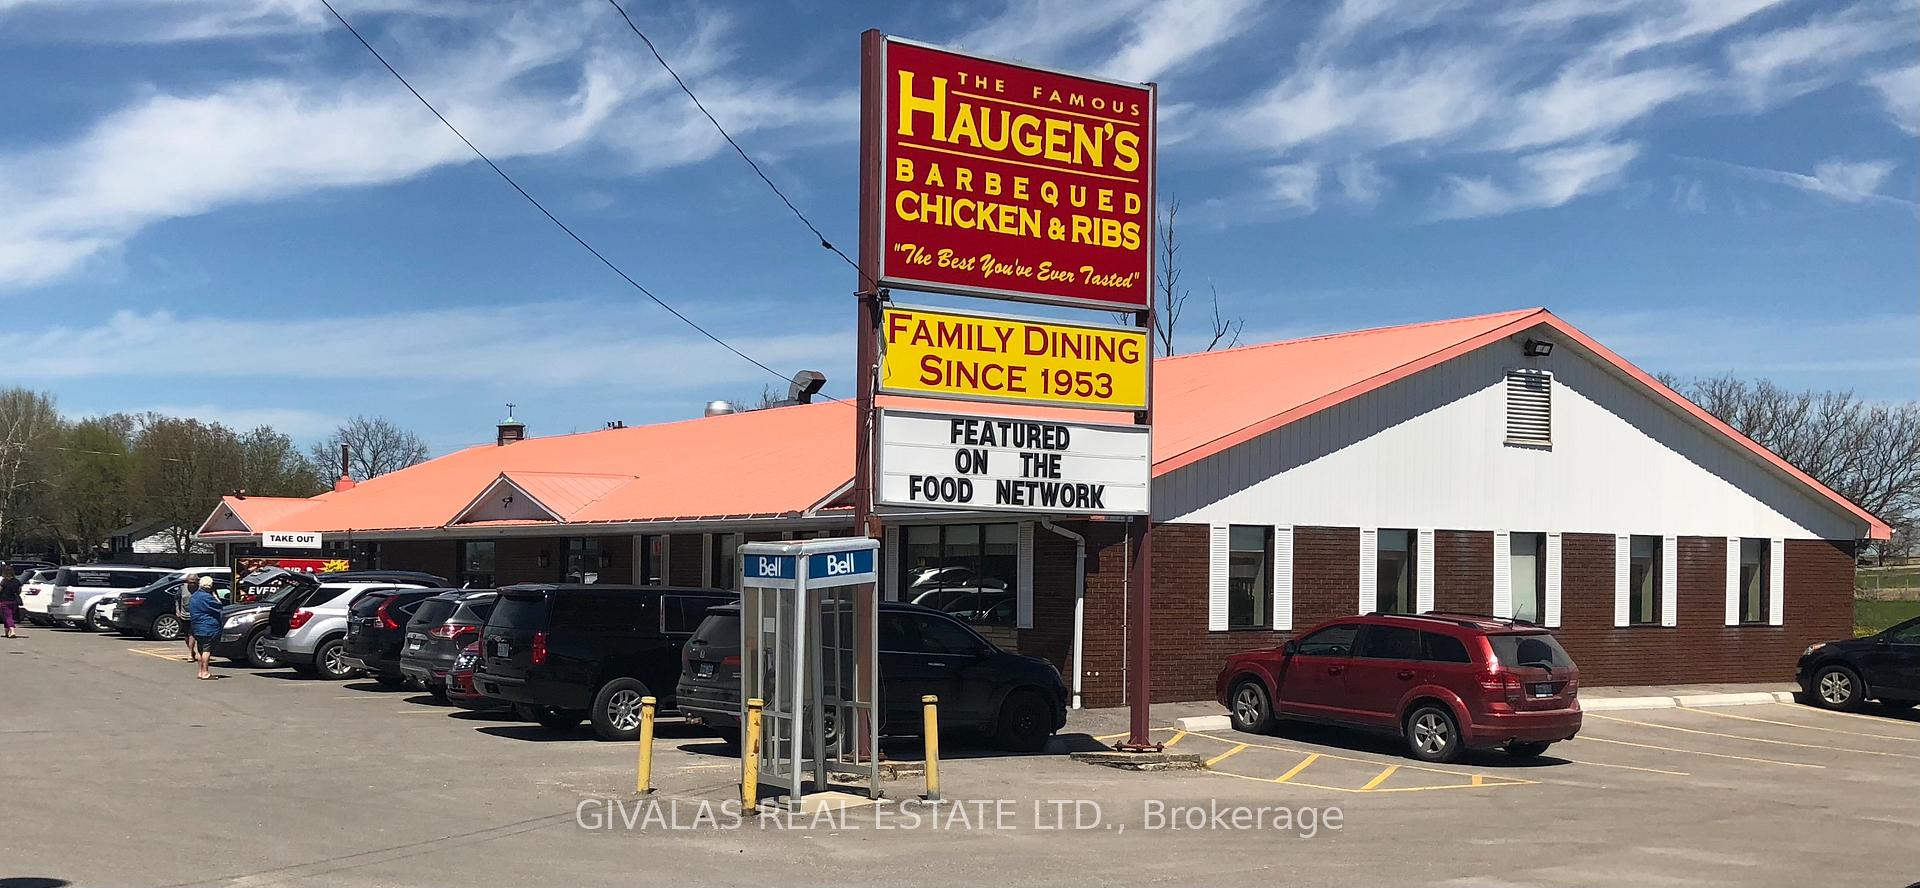 THE FAMOUS
HAUGEN'S
BARBEQUED
CHICKEN & RIBS
"The Best You've Ever Tasted"
FAMILY DINING
SINCE 1953
FEATURED
ON THE
FOOD NETWORK
TAKE OUT
Bell Bell
GIVALAS REAL ESTATE LTD., Brokerage